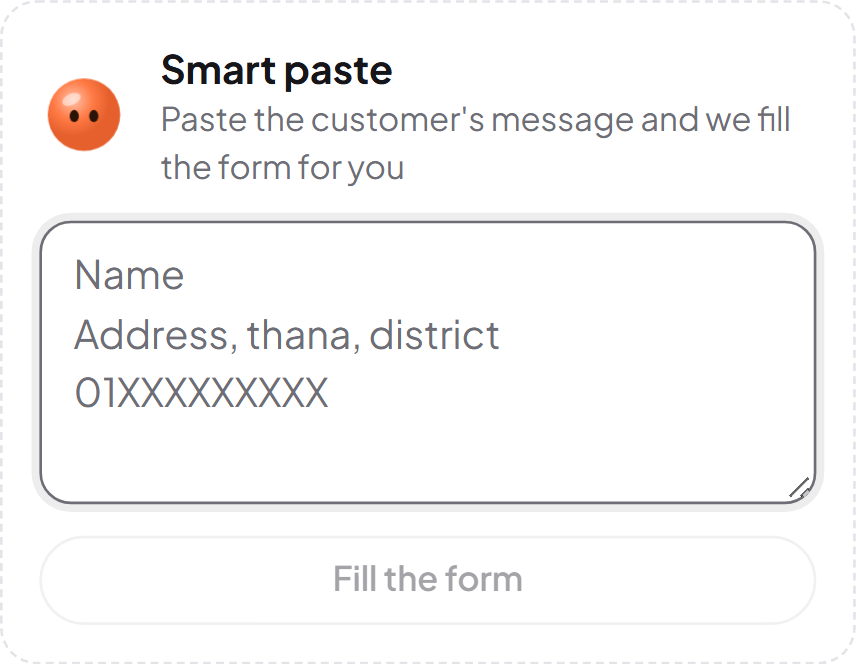 Smart paste
Paste the customer's message and we fill
the form for you
Name
Address, thana, district
01XXXXXXXXX
Fill the form